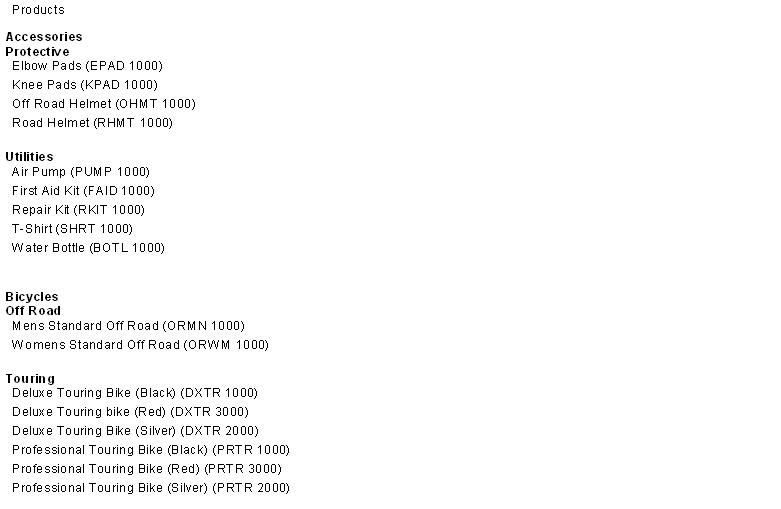 Products
Accessories
Protective
Elbow Pads (EPAD 1000)
Knee Pads (KPAD 1000)
Off Road Helmet (OHMT 1000)
Road Helmet (RHMT 1000)
Utilities
Air Pump (PUMP 1000)
First Aid Kit (FAID 1000)
Repair Kit (RKIT 1000)
T-Shirt (SHRT 1000)
Water Bottle (BOTL 1000)
Bicycles
Off Road
Mens Standard Off Road (ORMN 1000)
Womens Standard Off Road (ORWM 1000)
Touring
Deluxe Touring Bike (Black) (DXTR 1000)
Deluxe Touring bike (Red) (DXTR 3000)
Deluxe Touring Bike (Silver) (DXTR 2000)
Professional Touring Bike (Black) (PRTR 1000)
Professional Touring Bike (Red) (PRTR 3000)
Professional Touring Bike (Silver) (PRTR 2000)